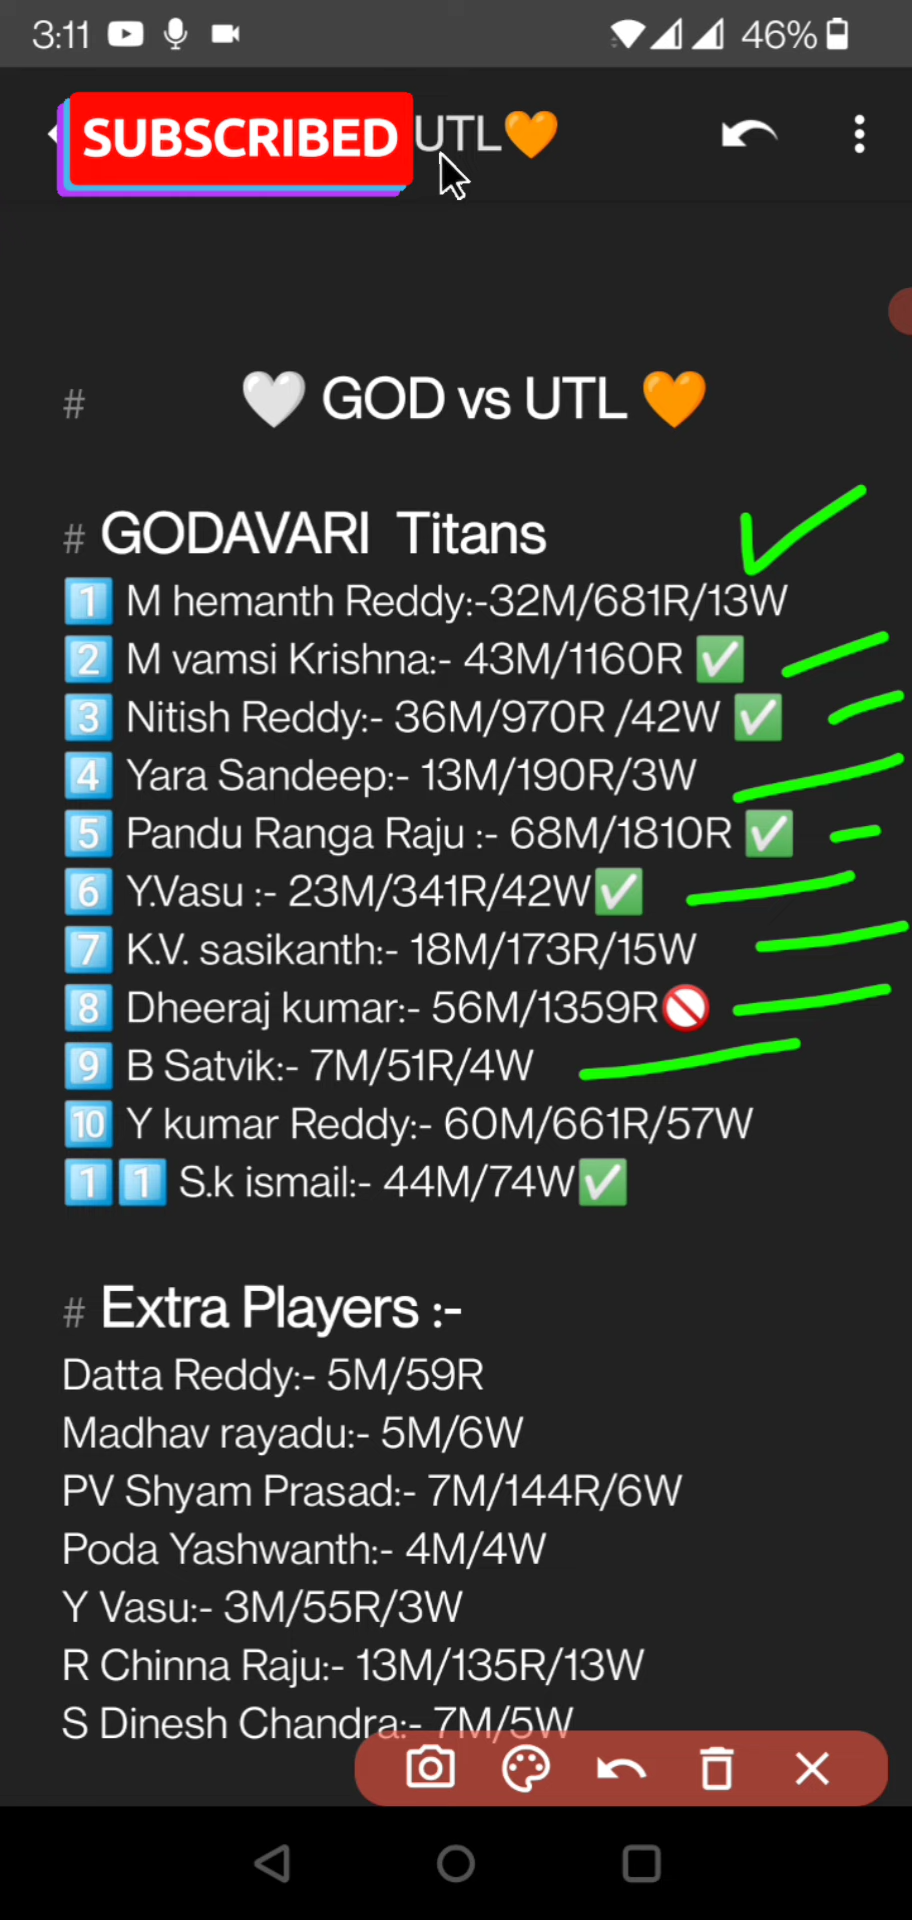 3:11 46%
SUBSCRIBED UTL🧡
# 🤍 GOD vs UTL 🧡
# GODAVARI Titans
1️⃣ M hemanth Reddy:-32M/681R/13W
2️⃣ M vamsi Krishna:- 43M/1160R ✅
3️⃣ Nitish Reddy:- 36M/970R /42W ✅
4️⃣ Yara Sandeep:- 13M/190R/3W
5️⃣ Pandu Ranga Raju :- 68M/1810R ✅
6️⃣ Y.Vasu :- 23M/341R/42W✅
7️⃣ K.V. sasikanth:- 18M/173R/15W
8️⃣ Dheeraj kumar:- 56M/1359R🚫
9️⃣ B Satvik:- 7M/51R/4W
🔟 Y kumar Reddy:- 60M/661R/57W
1️⃣1️⃣ S.k ismail:- 44M/74W✅
# Extra Players :-
Datta Reddy:- 5M/59R
Madhav rayadu:- 5M/6W
PV Shyam Prasad:- 7M/144R/6W
Poda Yashwanth:- 4M/4W
Y Vasu:- 3M/55R/3W
R Chinna Raju:- 13M/135R/13W
S Dinesh Chandra:- 7M/5W